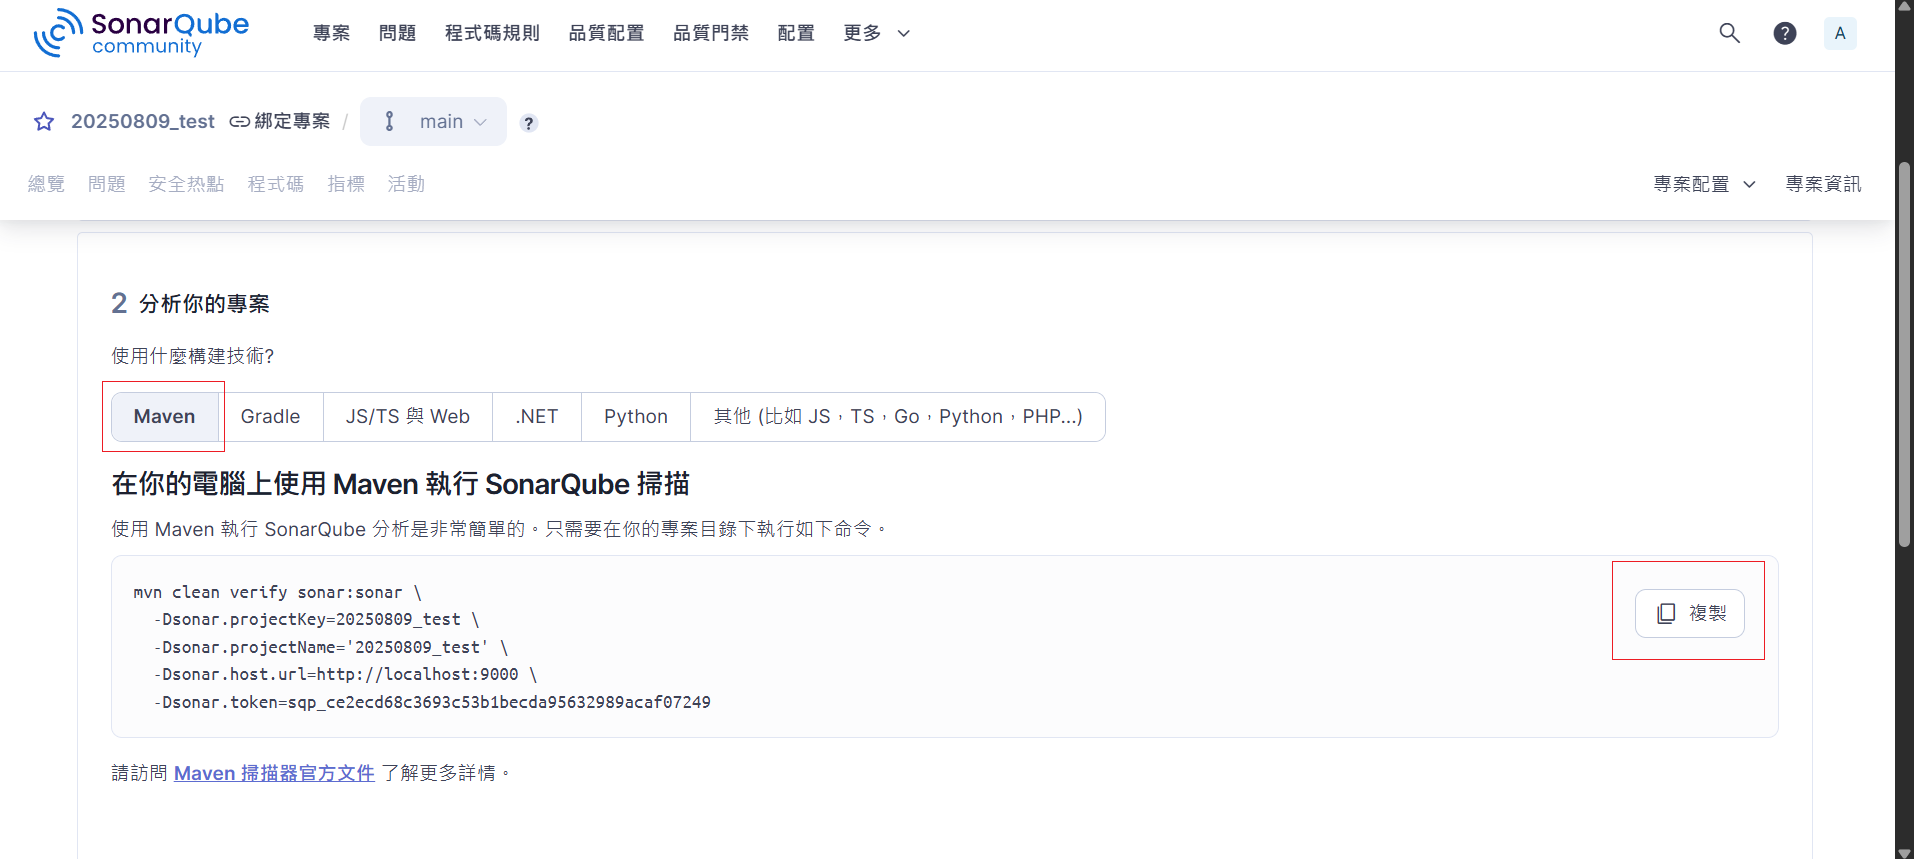 SonarQube community
專案 問題 程式碼規則 品質配置 品質門禁 配置 更多 ? A
20250809_test 綁定專案 / main ?
總覽 問題 安全热點 程式碼 指標 活動 專案配置 專案資訊
2 分析你的專案
使用什麼構建技術?
Maven Gradle JS/TS 與 Web .NET Python 其他 (比如 JS，TS，Go，Python，PHP...)
在你的電腦上使用 Maven 執行 SonarQube 掃描
使用 Maven 執行 SonarQube 分析是非常簡單的。只需要在你的專案目錄下執行如下命令。
mvn clean verify sonar:sonar \
-Dsonar.projectKey=20250809_test \
複製
-Dsonar.projectName='20250809_test' \
-Dsonar.host.url=http://localhost:9000 \
-Dsonar.token=sqp_ce2ecd68c3693c53b1becda95632989acaf07249
請訪問 Maven 掃描器官方文件 了解更多詳情。